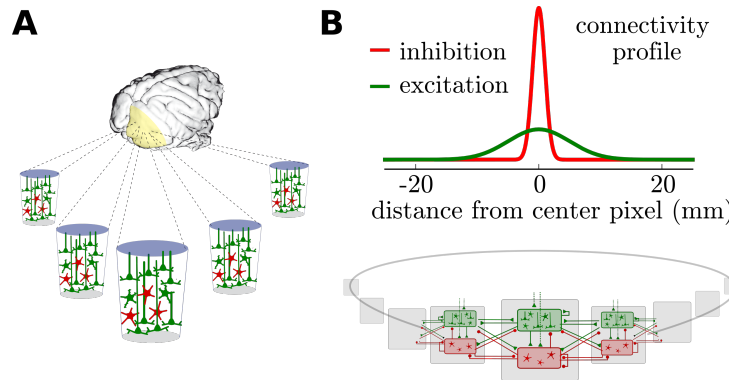 A
B
connectivity
profile
inhibition
excitation
-20 0 20
distance from center pixel (mm)